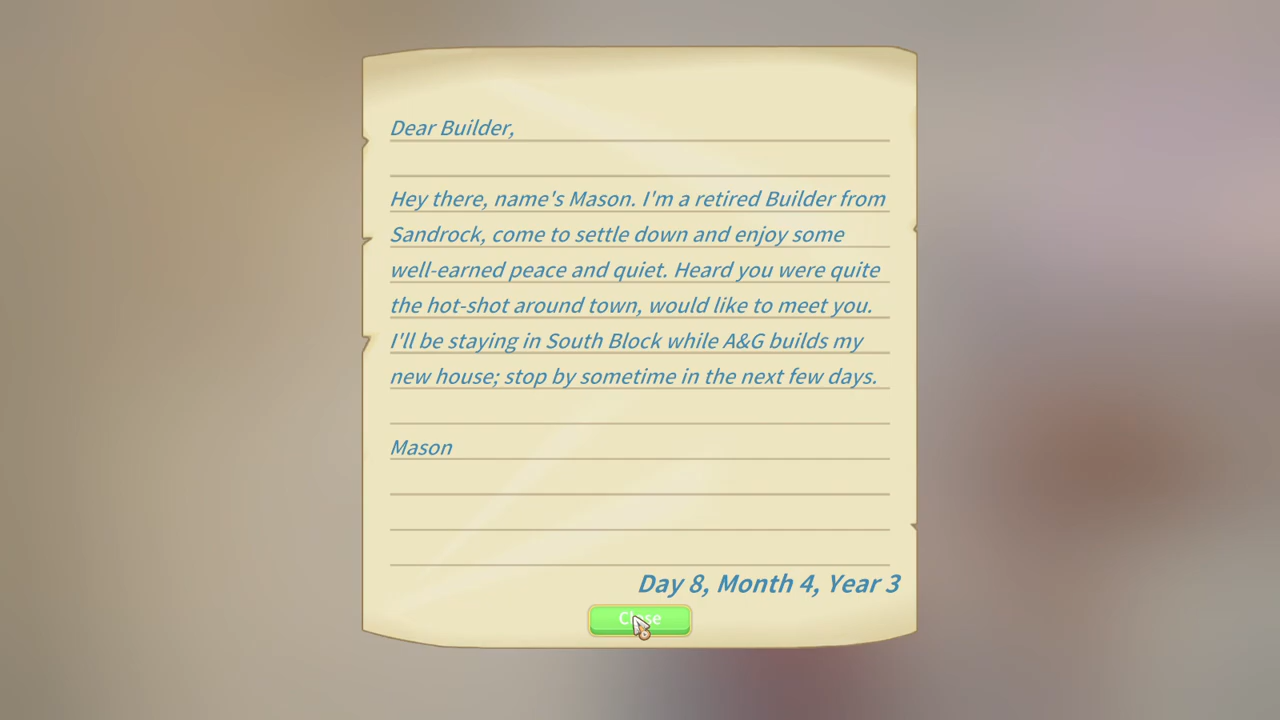 Dear Builder,
Hey there, name's Mason. I'm a retired Builder from
Sandrock, come to settle down and enjoy some
well-earned peace and quiet. Heard you were quite
the hot-shot around town, would like to meet you.
I'll be staying in South Block while A&G builds my
new house; stop by sometime in the next few days.
Mason
Day 8, Month 4, Year 3
Close